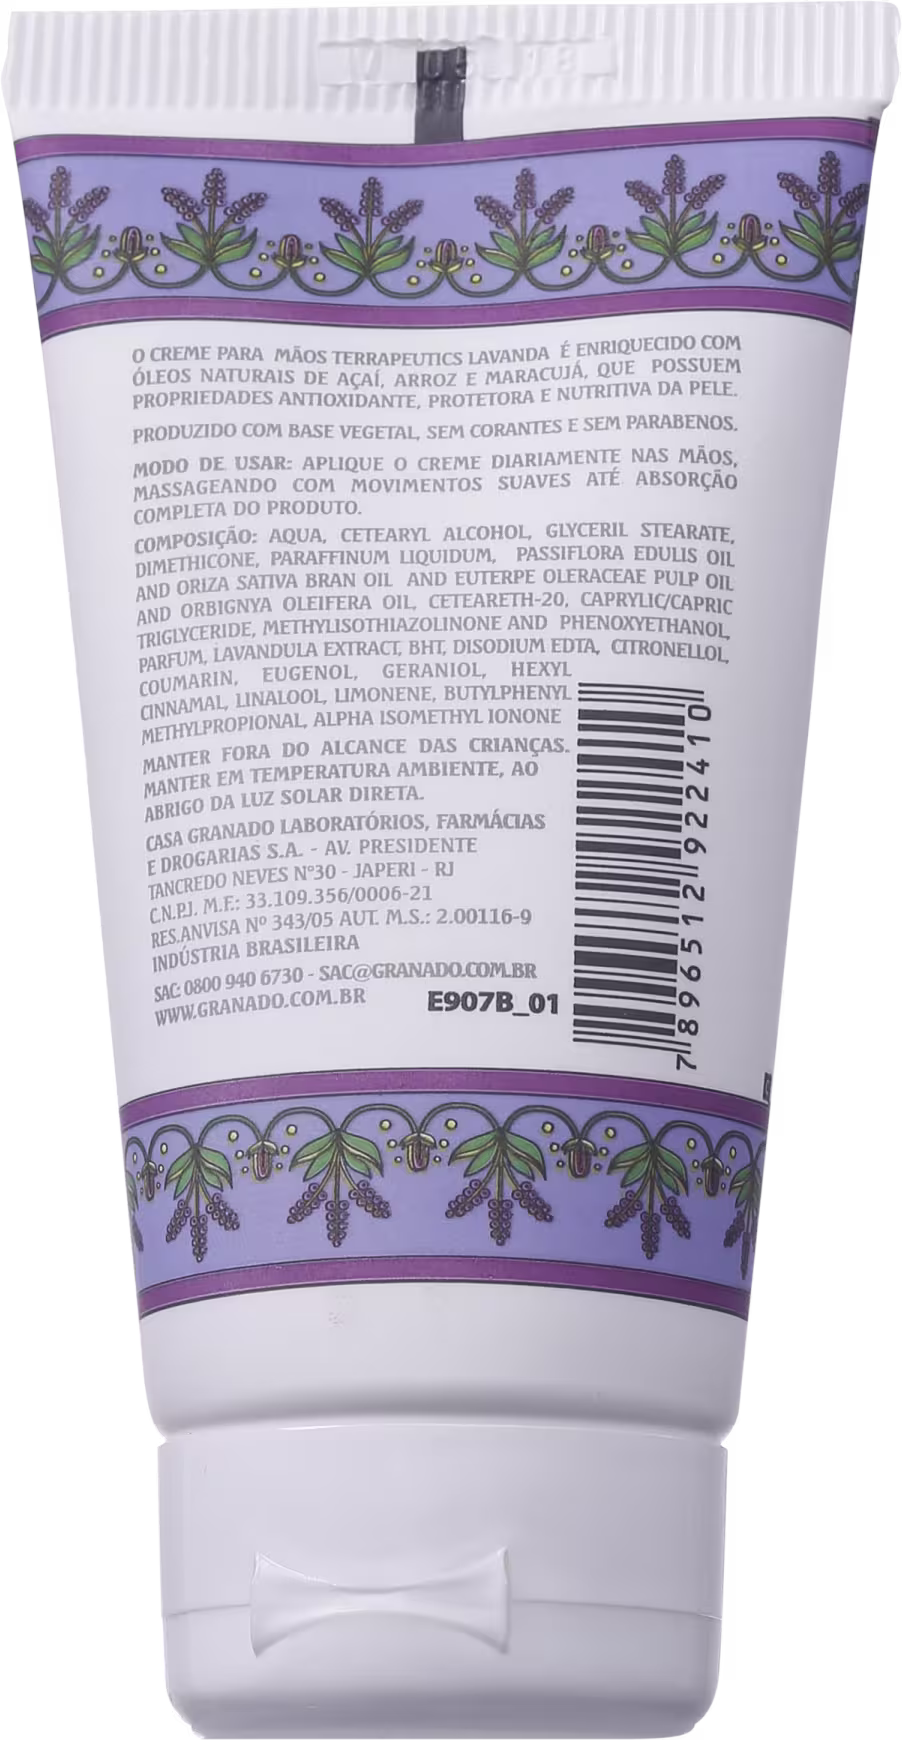 O CREME PARA MÃOS TERRAPEUTICS LAVANDA É ENRIQUECIDO COM
ÓLEOS NATURAIS DE AÇAÍ, ARROZ E MARACUJÁ, QUE POSSUEM
PROPRIEDADES ANTIOXIDANTE, PROTETORA E NUTRITIVA DA PELE.
PRODUZIDO COM BASE VEGETAL, SEM CORANTES E SEM PARABENOS.
MODO DE USAR: APLIQUE O CREME DIARIAMENTE NAS MÃOS,
MASSAGEANDO COM MOVIMENTOS SUAVES ATÉ ABSORÇÃO
COMPLETA DO PRODUTO.
COMPOSIÇÃO: AQUA, CETEARYL ALCOHOL, GLYCERIL STEARATE,
DIMETHICONE, PARAFFINUM LIQUIDUM, PASSIFLORA EDULIS OIL
AND ORIZA SATIVA BRAN OIL AND EUTERPE OLERACEAE PULP OIL
AND ORBIGNYA OLEIFERA OIL, CETEARETH-20, CAPRYLIC/CAPRIC
TRIGLYCERIDE, METHYLISOTHIAZOLINONE AND PHENOXYETHANOL,
PARFUM, LAVANDULA EXTRACT, BHT, DISODIUM EDTA, CITRONELLOL,
COUMARIN, EUGENOL, GERANIOL, HEXYL
CINNAMAL, LINALOOL, LIMONENE, BUTYLPHENYL
METHYLPROPIONAL, ALPHA ISOMETHYL IONONE
MANTER FORA DO ALCANCE DAS CRIANÇAS.
MANTER EM TEMPERATURA AMBIENTE, AO
ABRIGO DA LUZ SOLAR DIRETA.
CASA GRANADO LABORATÓRIOS, FARMÁCIAS
E DROGARIAS S.A. - AV. PRESIDENTE
TANCREDO NEVES Nº30 - JAPERI - RJ
C.N.P.J. M.F.: 33.109.356/0006-21
RES.ANVISA Nº 343/05 AUT. M.S.: 2.00116-9
INDÚSTRIA BRASILEIRA
SAC: 0800 940 6730 - SAC@GRANADO.COM.BR
WWW.GRANADO.COM.BR
E907B_01
7896512922410